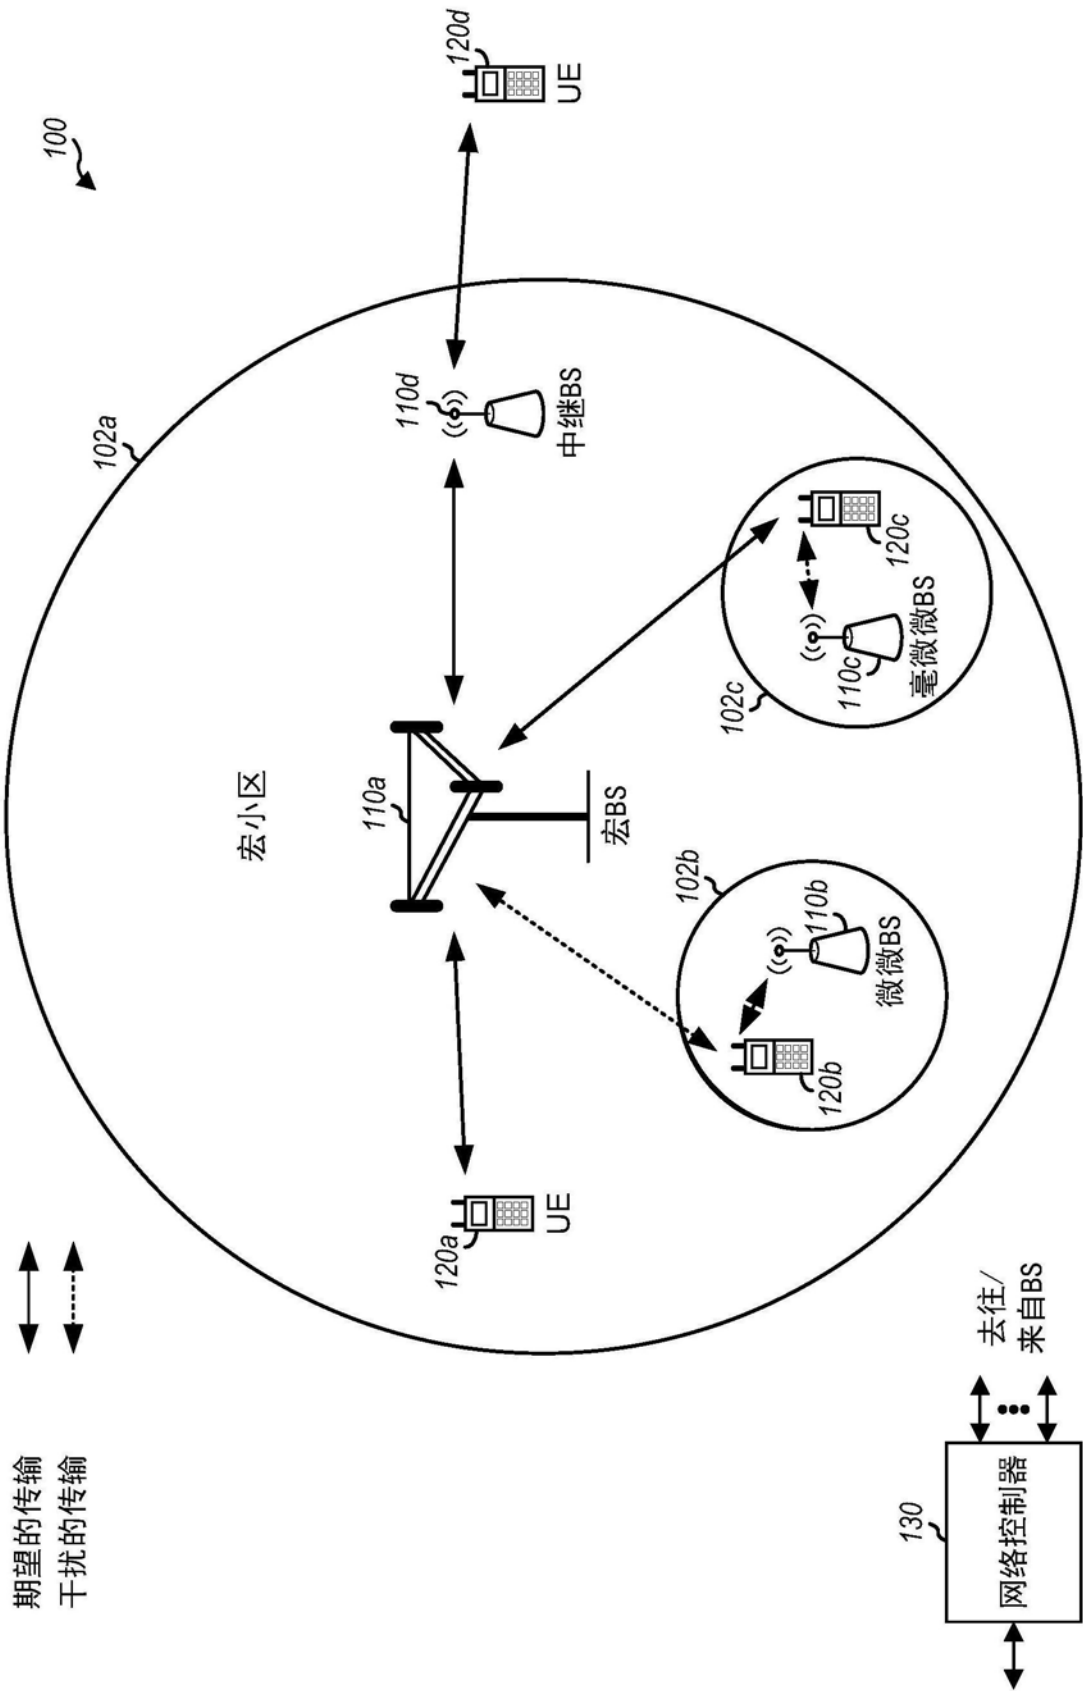 期望的传输
干扰的传输
100
102a
宏小区
110a
宏BS
120a
UE
110d
中继BS
120d
UE
102b
110b
微微BS
120b
102c
110c
毫微微BS
120c
130
网络控制器
去往/
来自BS